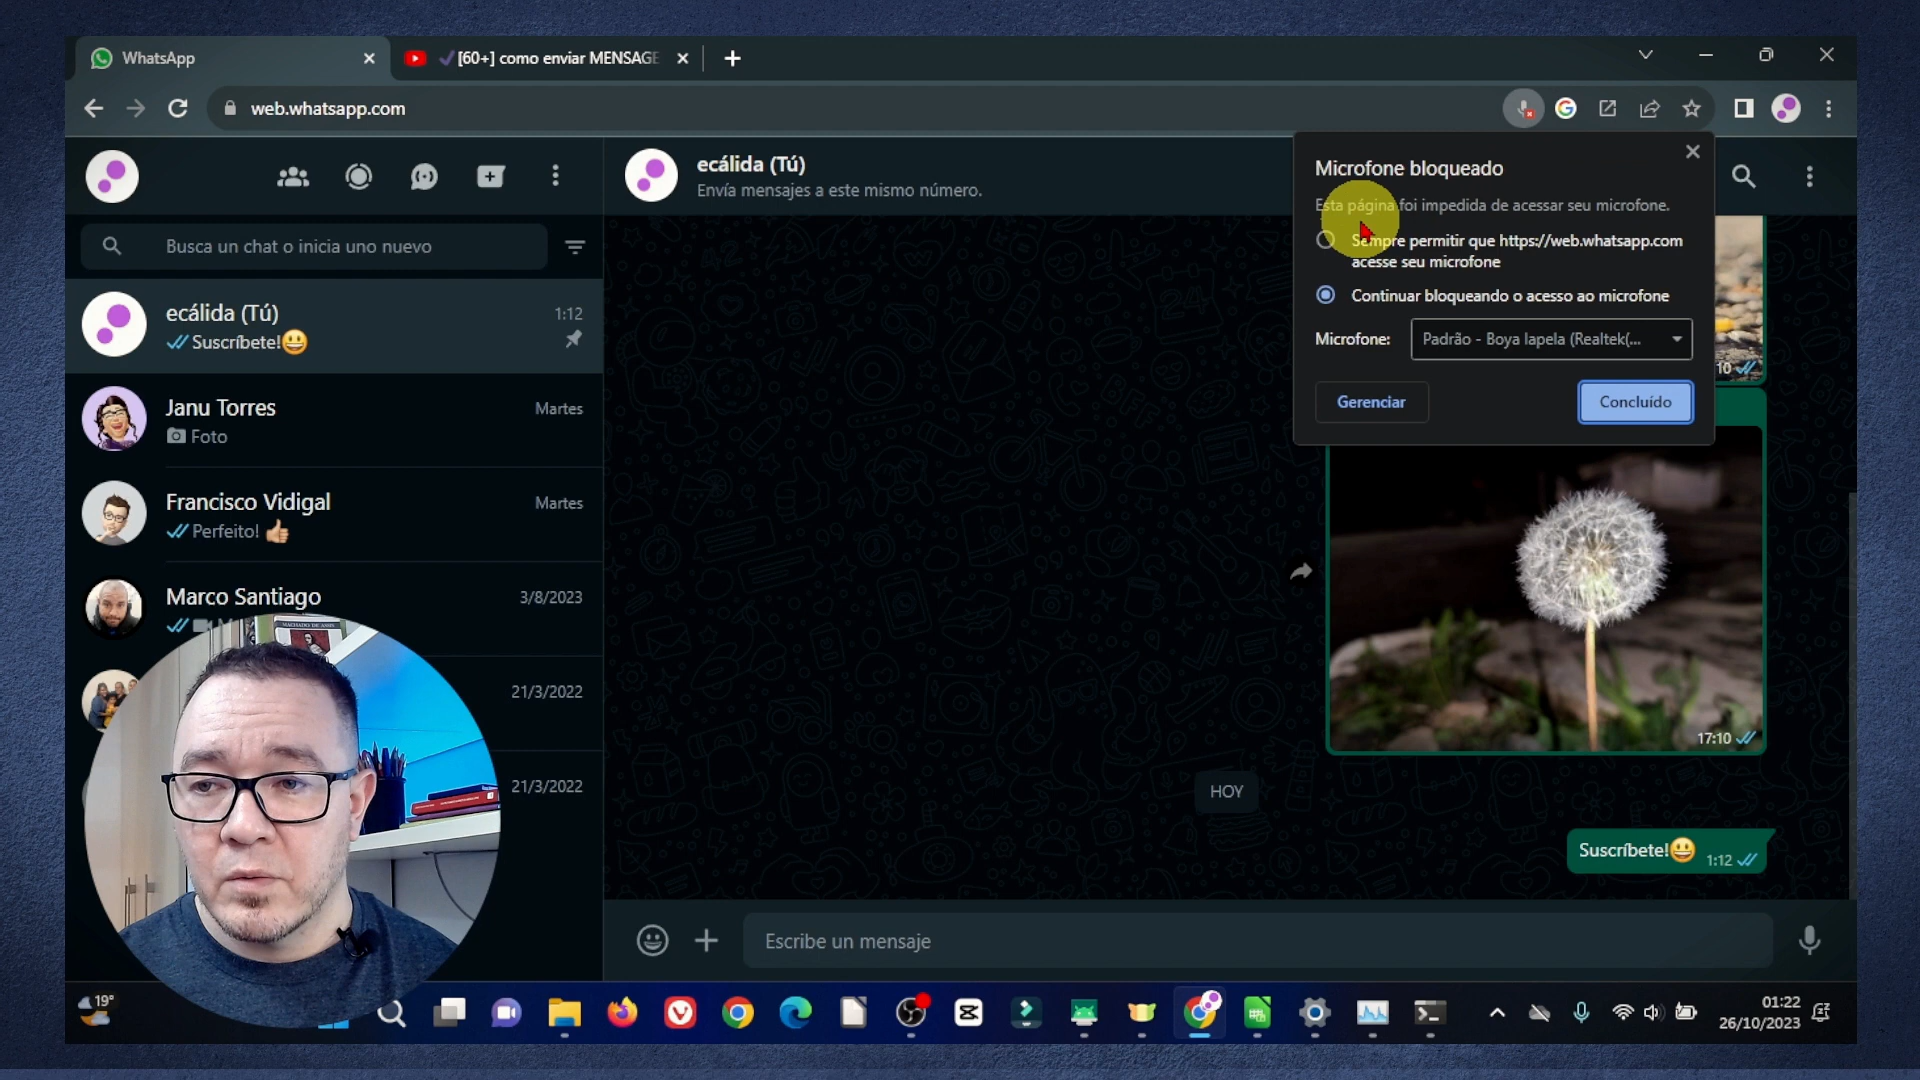 WhatsApp
[60+] como enviar MENSAGE
web.whatsapp.com
ecálida (Tú)
Envía mensajes a este mismo número.
Microfone bloqueado
Esta página foi impedida de acessar seu microfone.
Sempre permitir que https://web.whatsapp.com
acesse seu microfone
Continuar bloqueando o acesso ao microfone
Microfone:
Padrão - Boya lapela (Realtek(...
Gerenciar
Concluído
Busca un chat o inicia uno nuevo
ecálida (Tú)
1:12
Suscríbete!😃
Janu Torres
Martes
Foto
Francisco Vidigal
Martes
Perfeito! 👍🏼
Marco Santiago
3/8/2023
21/3/2022
21/3/2022
10
17:10
HOY
Suscríbete!😃
1:12
Escribe un mensaje
MACHADO DE ASSIS
19°
01:22
26/10/2023